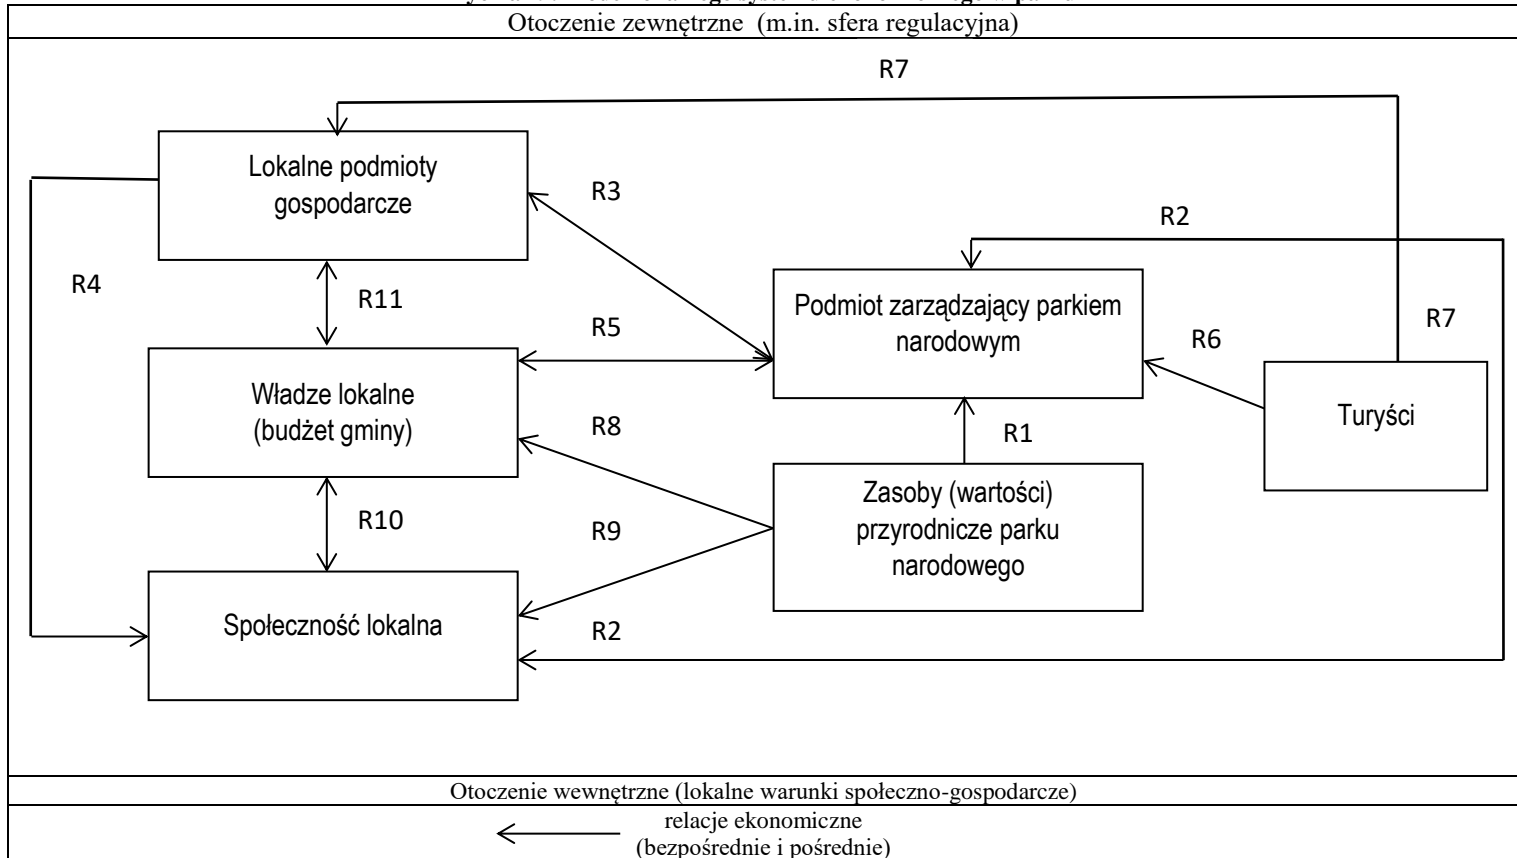 Otoczenie zewnętrzne (m.in. sfera regulacyjna)
R7
Lokalne podmioty
gospodarcze
R3
R2
R4
R11
Podmiot zarządzający parkiem
narodowym
R5
R6
R7
Władze lokalne
(budżet gminy)
Turyści
R8
R1
Zasoby (wartości)
przyrodnicze parku
narodowego
R10
R9
Społeczność lokalna
R2
Otoczenie wewnętrzne (lokalne warunki społeczno-gospodarcze)
relacje ekonomiczne
(bezpośrednie i pośrednie)